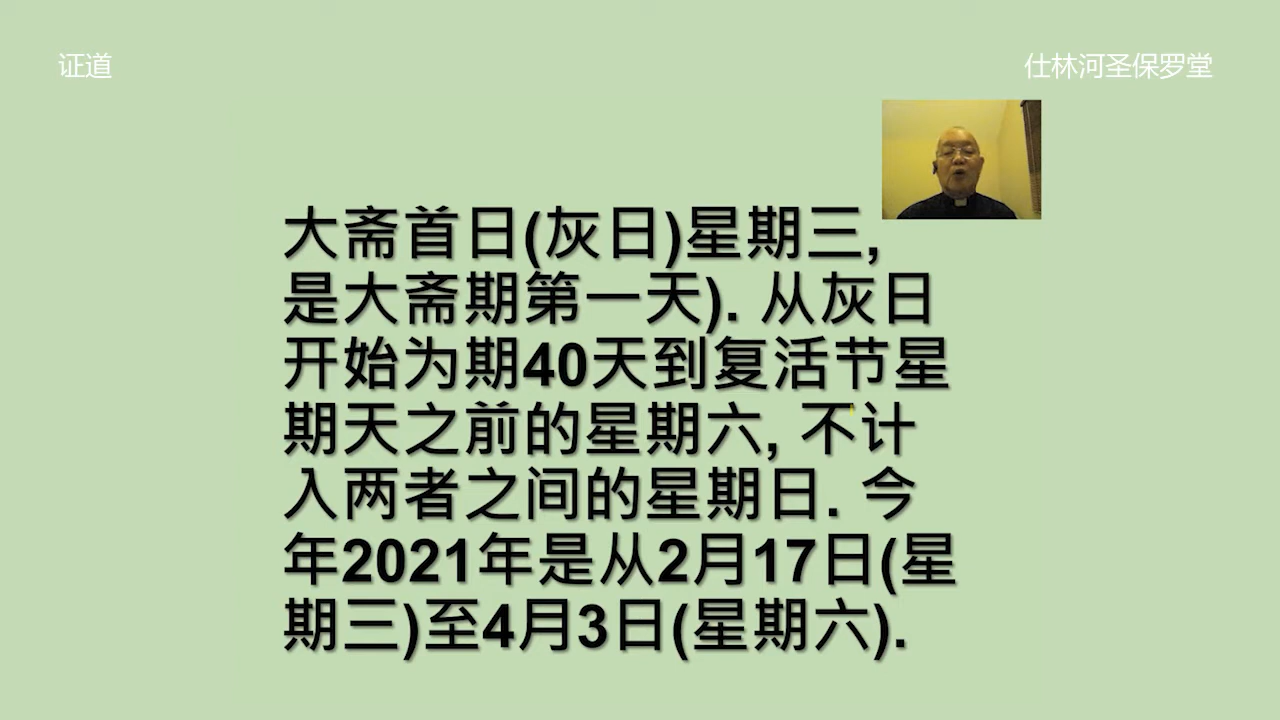 证道
仕林河圣保罗堂
大斋首日(灰日)星期三,
是大斋期第一天). 从灰日
开始为期40天到复活节星
期天之前的星期六, 不计
入两者之间的星期日. 今
年2021年是从2月17日(星
期三)至4月3日(星期六).